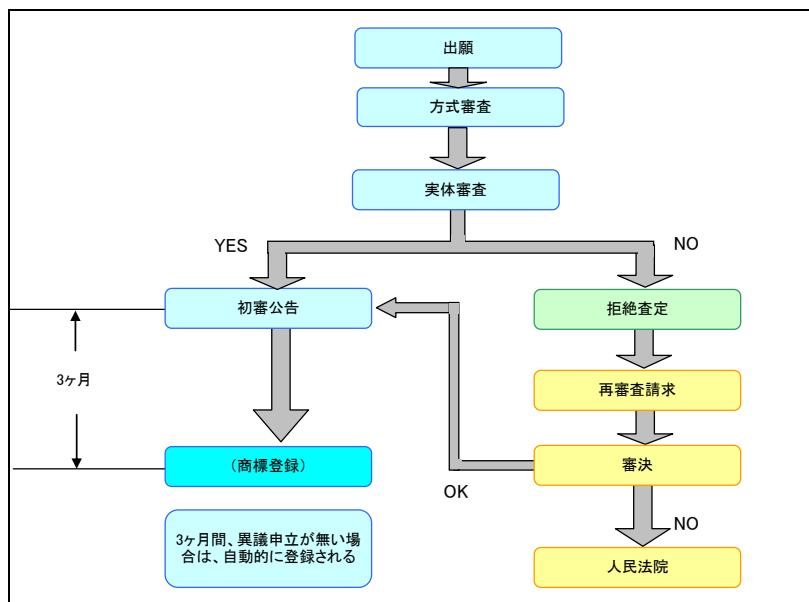 出願
方式審査
実体審査
YES
NO
初審公告
拒絶査定
3ヶ月
再審査請求
(商標登録)
審決
OK
NO
3ヶ月間、異議申立が無い場
合は、自動的に登録される
人民法院